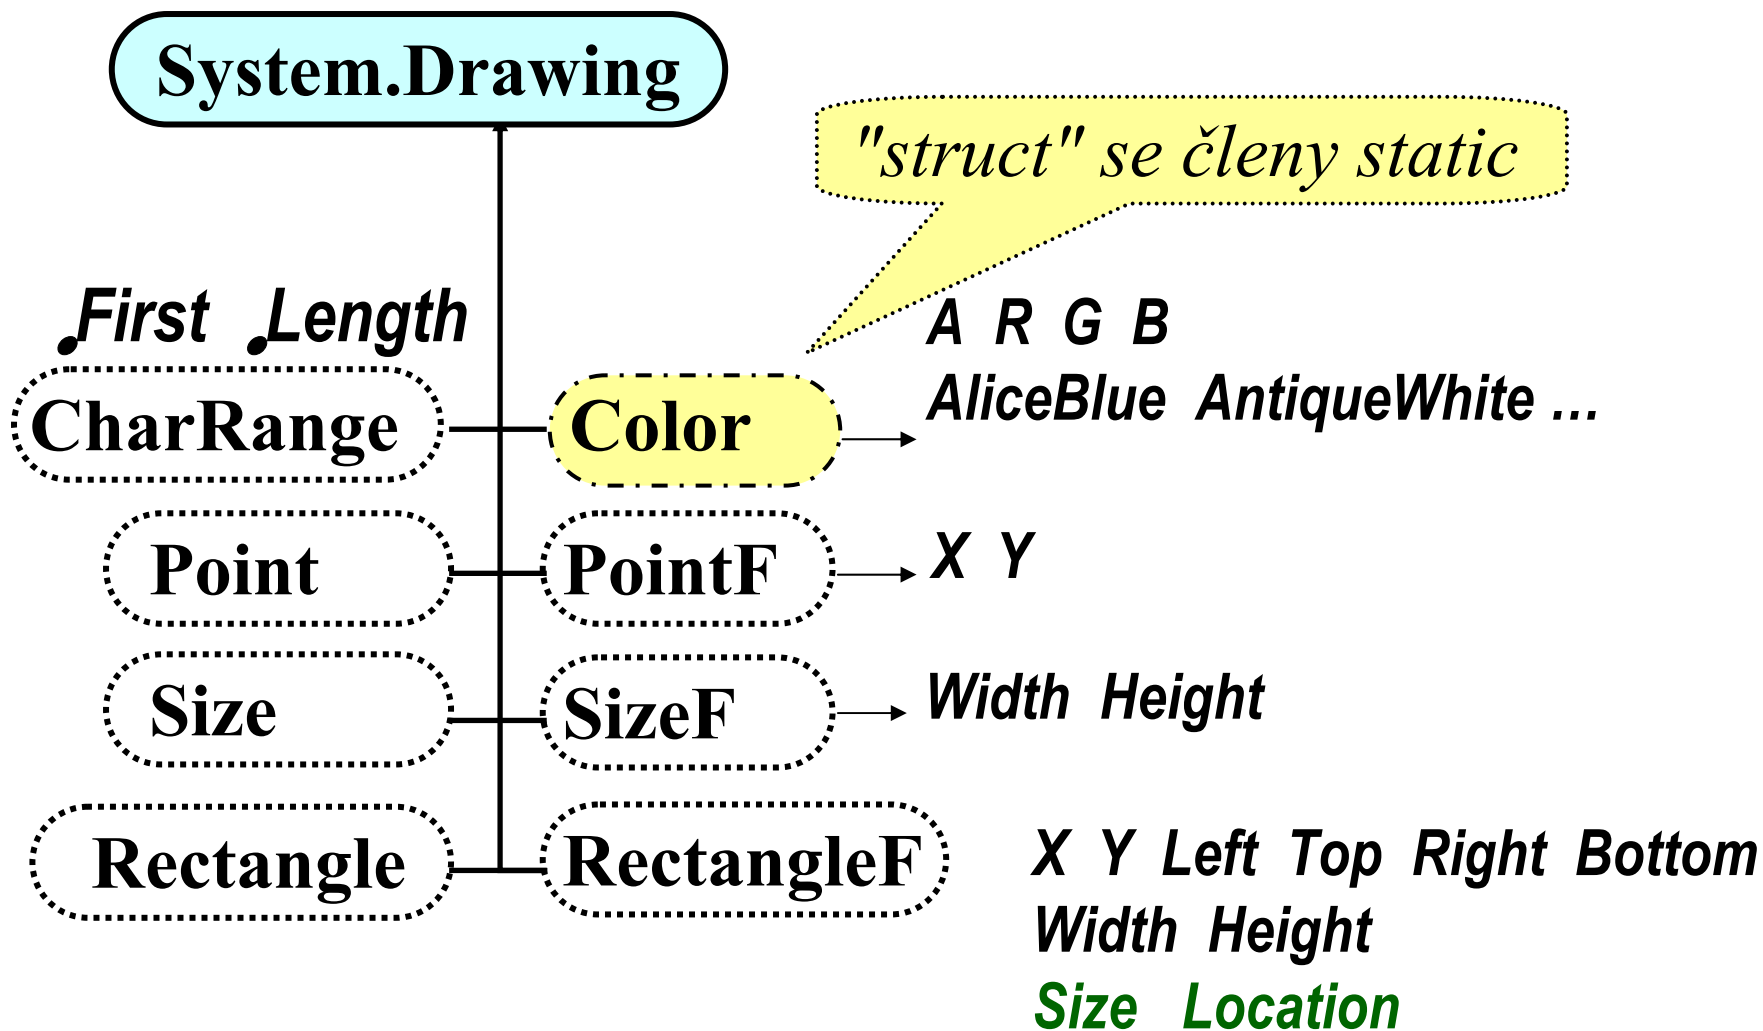 System.Drawing
"struct" se členy static
.First .Length
A R G B
AliceBlue AntiqueWhite ...
CharRange
Color
Point
PointF
X Y
Size
SizeF
Width Height
Rectangle
RectangleF
X Y Left Top Right Bottom
Width Height
Size Location